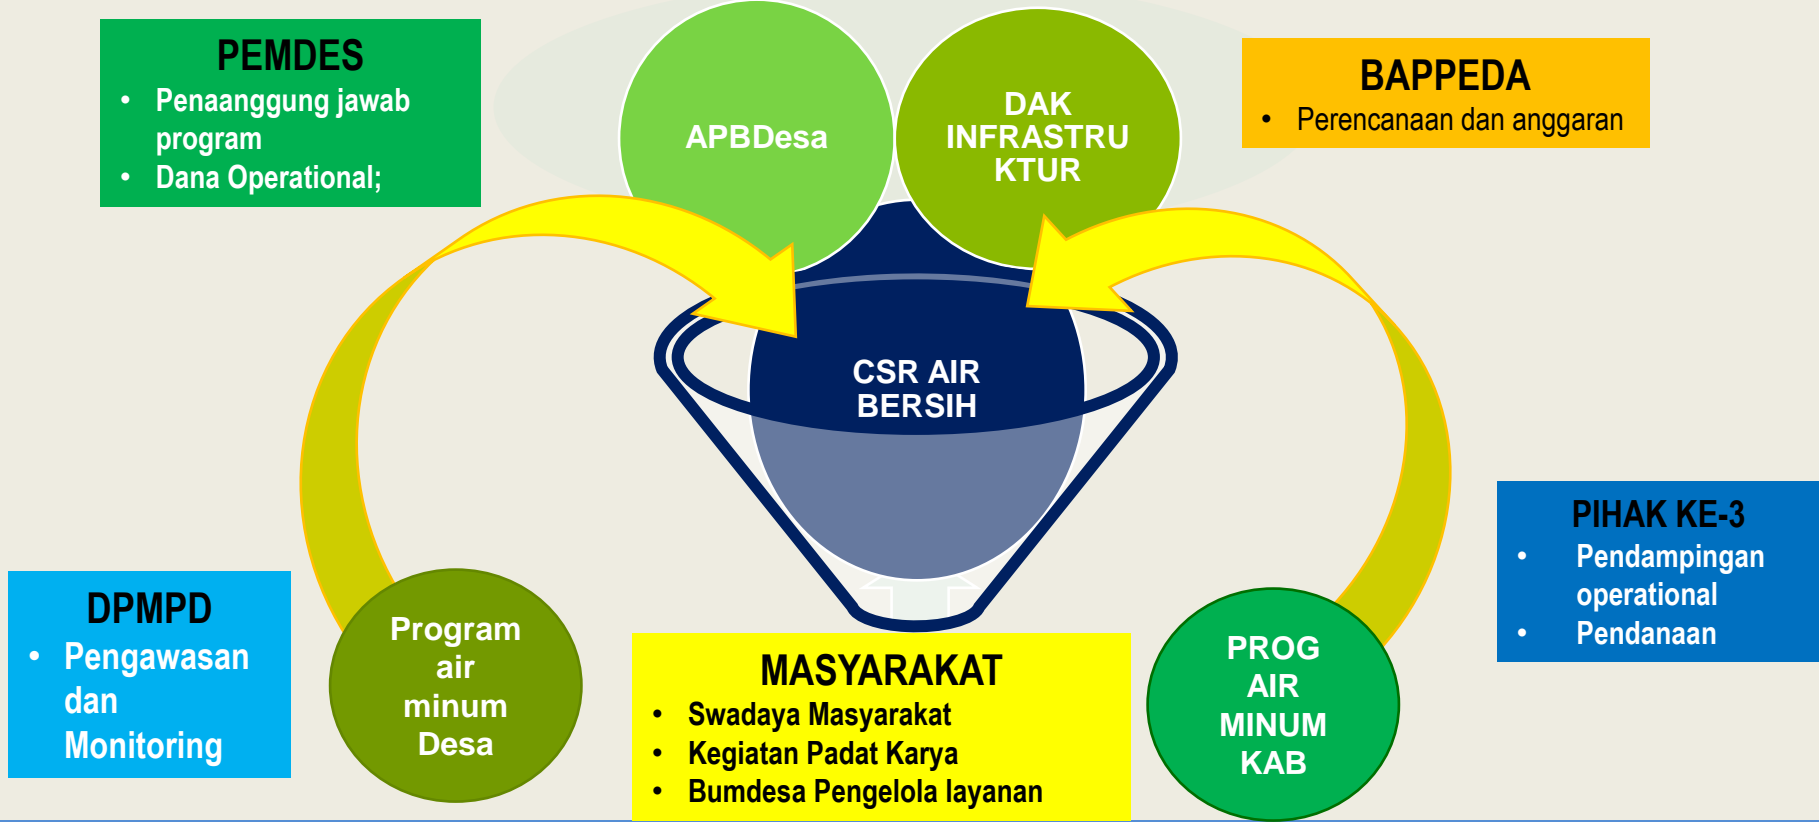 PEMDES
• Penaanggung jawab
program
• Dana Operational;
APBDesa
DAK
INFRASTRU
KTUR
BAPPEDA
• Perencanaan dan anggaran
CSR AIR
BERSIH
DPMPD
• Pengawasan
dan
Monitoring
Program
air
minum
Desa
MASYARAKAT
• Swadaya Masyarakat
• Kegiatan Padat Karya
• Bumdesa Pengelola layanan
PROG
AIR
MINUM
KAB
PIHAK KE-3
• Pendampingan
operational
• Pendanaan